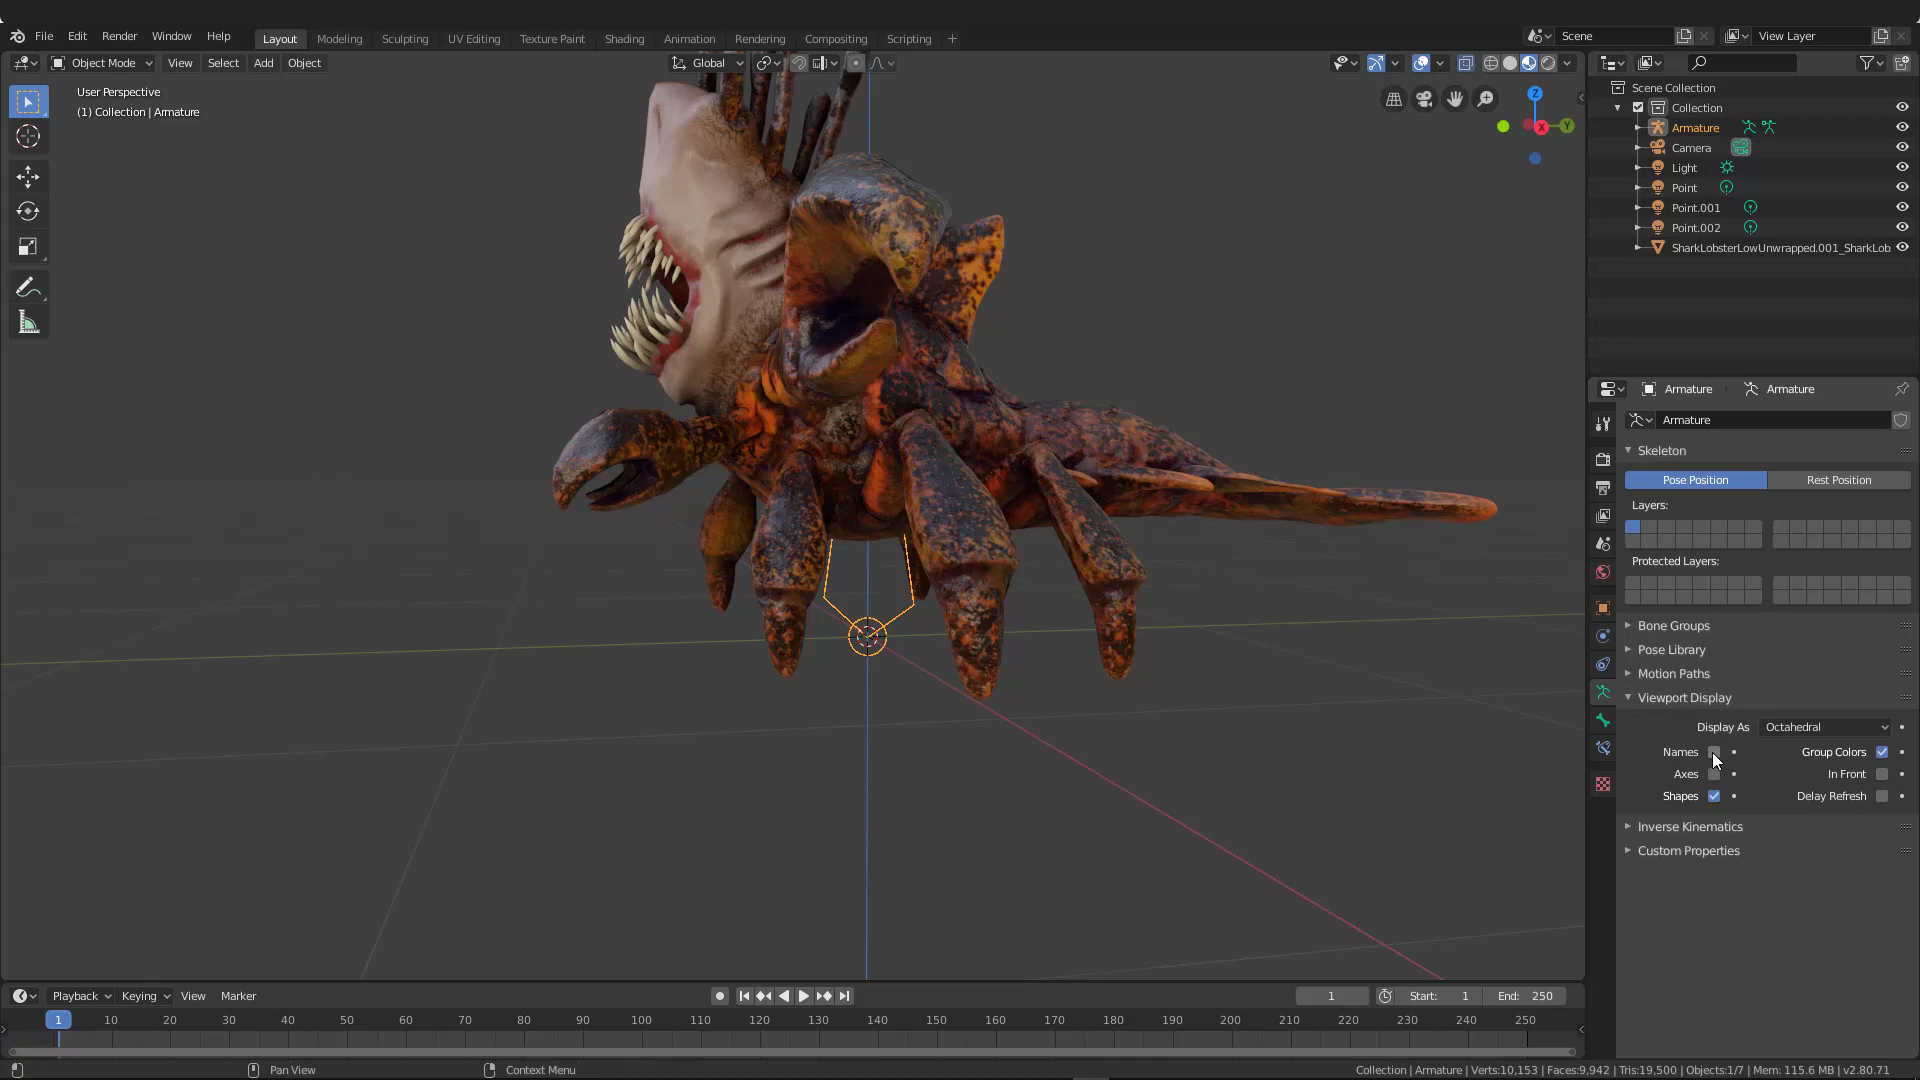 File Edit Render Window Help Layout Modeling Sculpting UV Editing Texture Paint Shading Animation Rendering Compositing Scripting + Scene View Layer
Object Mode View Select Add Object Global
User Perspective
(1) Collection | Armature
Z
X
Y
Scene Collection
Collection
Armature
Camera
Light
Point
Point.001
Point.002
SharkLobsterLowUnwrapped.001_SharkLob
Armature Armature
Armature
Skeleton
Pose Position Rest Position
Layers:
Protected Layers:
Bone Groups
Pose Library
Motion Paths
Viewport Display
Display As Octahedral
Names Group Colors
Axes In Front
Shapes Delay Refresh
Inverse Kinematics
Custom Properties
Playback Keying View Marker 1 Start: 1 End: 250
1 10 20 30 40 50 60 70 80 90 100 110 120 130 140 150 160 170 180 190 200 210 220 230 240 250
Pan View Context Menu Collection | Armature | Verts:10,153 | Faces:9,942 | Tris:19,500 | Objects:1/7 | Mem: 115.6 MB | v2.80.71